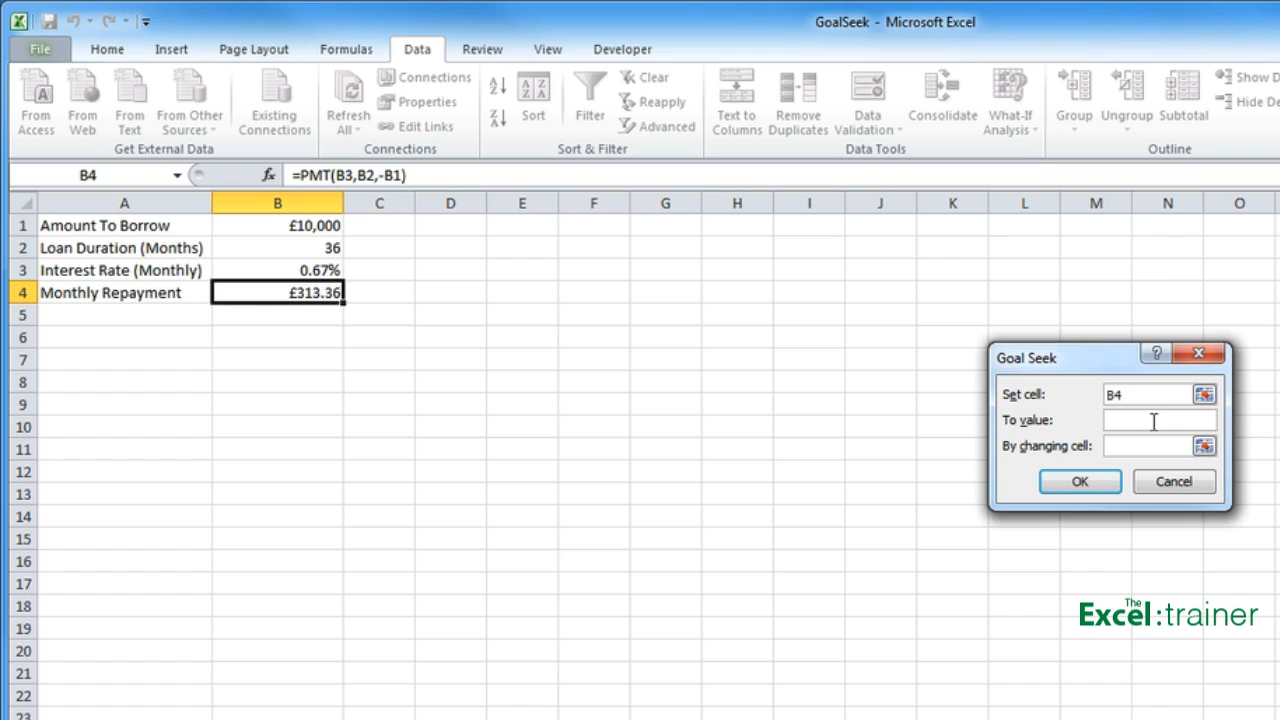 GoalSeek - Microsoft Excel
File Home Insert Page Layout Formulas Data Review View Developer
From Access
From Web
From Text
From Other Sources
Existing Connections
Get External Data
Refresh All
Connections
Properties
Edit Links
Connections
Sort
Filter
Clear
Reapply
Advanced
Sort & Filter
Text to Columns
Remove Duplicates
Data Validation
Consolidate
What-If Analysis
Data Tools
Group
Ungroup
Subtotal
Show D
Hide De
Outline
B4 fx =PMT(B3,B2,-B1)
A B C D E F G H I J K L M N O
1 Amount To Borrow £10,000
2 Loan Duration (Months) 36
3 Interest Rate (Monthly) 0.67%
4 Monthly Repayment £313.36
5
6
7
8
9
10
11
12
13
14
15
16
17
18
19
20
21
22
23
Goal Seek
Set cell: B4
To value:
By changing cell:
OK Cancel
The
Excel:trainer